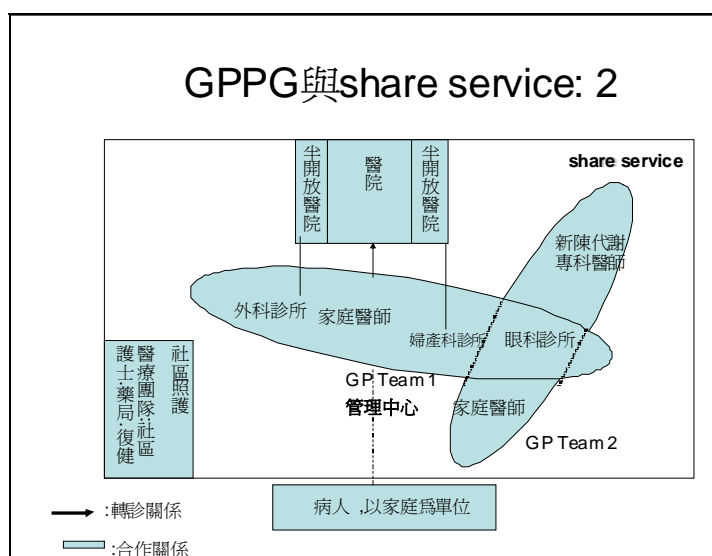 GPPG與share service: 2
半開放醫院
醫院
半開放醫院
share service
新陳代謝
專科醫師
外科診所
家庭醫師
婦產科診所
眼科診所
GP Team 1
管理中心
家庭醫師
GP Team 2
社區照護
醫療團隊:社區
護士·藥局·復健
病人,以家庭為單位
:轉診關係
:合作關係